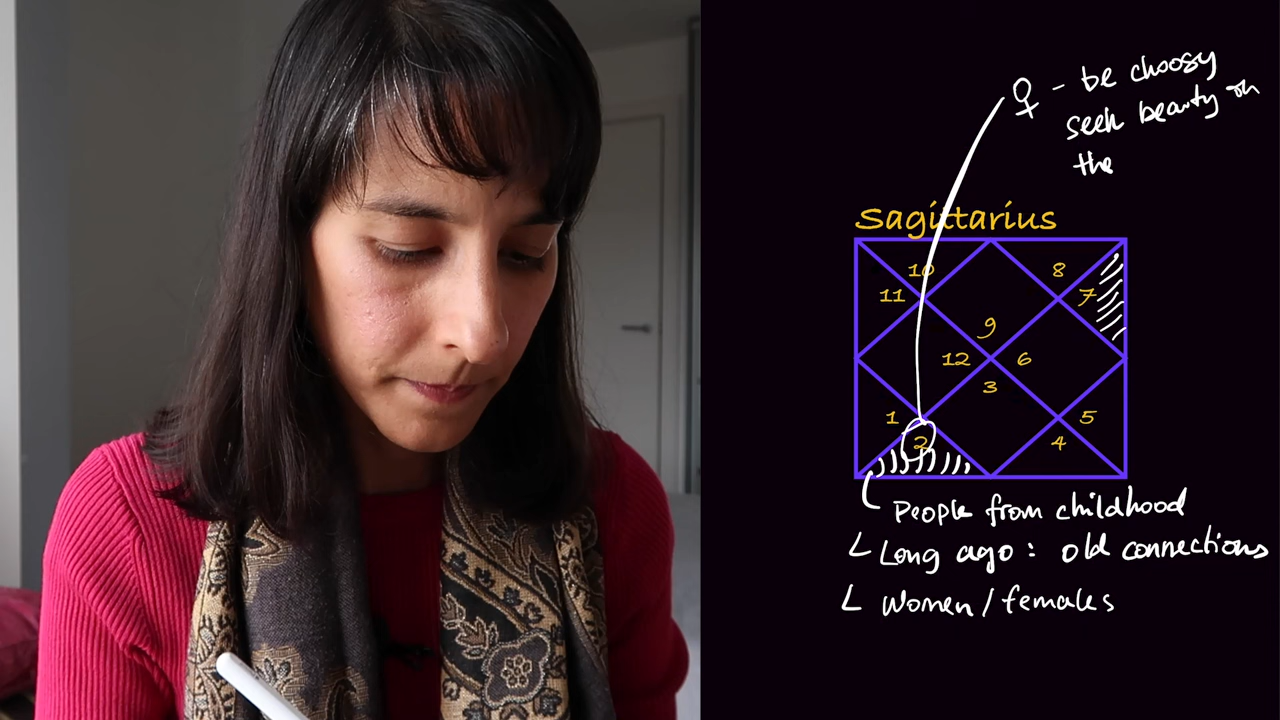 ♀ - be choosy
seek beauty in
the
Sagittarius
10 8
11 7
9
12 6
3
1 5
2 4
People from childhood
Long ago : old connections
Women / females